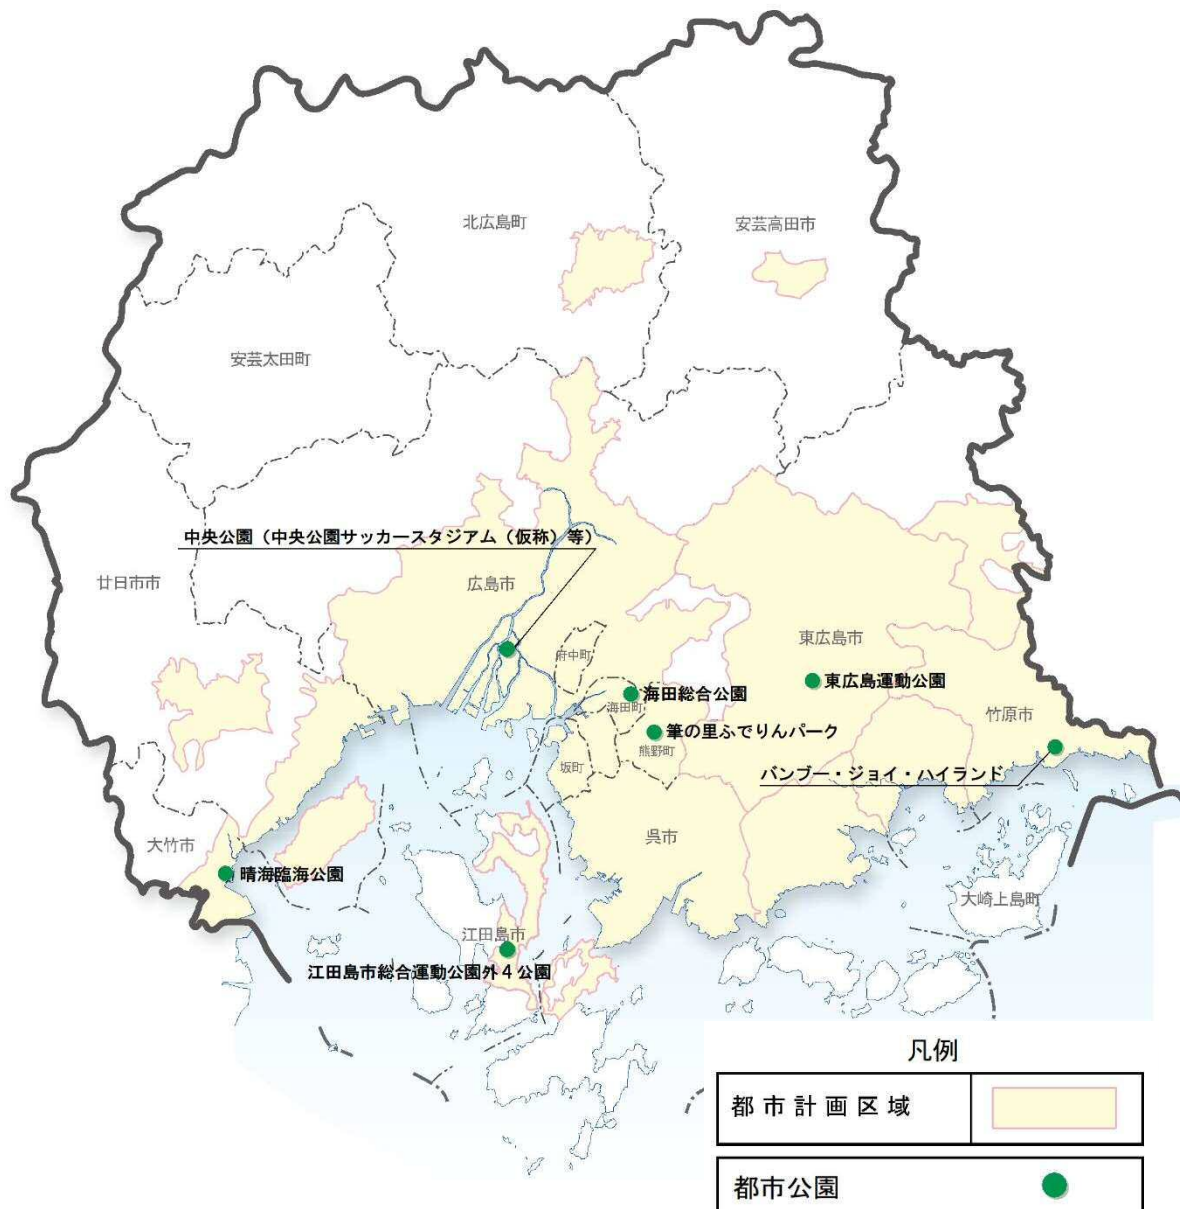 北広島町
安芸高田市
安芸太田町
中央公園（中央公園サッカースタジアム（仮称）等）
廿日市市
広島市
府中町
東広島市
海田総合公園
東広島運動公園
海田町
竹原市
筆の里ふでりんパーク
熊野町
坂町
バンブー・ジョイ・ハイランド
呉市
大竹市
晴海臨海公園
大崎上島町
江田島市
江田島市総合運動公園外４公園
凡例
都市計画区域
都市公園